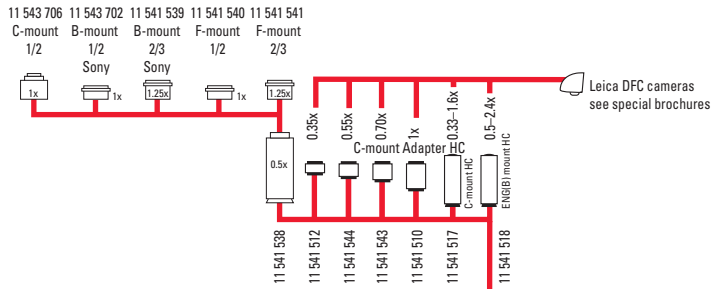 11 543 706 11 543 702 11 541 539 11 541 540 11 541 541
C-mount B-mount B-mount F-mount F-mount
1/2 1/2 2/3 1/2 2/3
Sony Sony
1x 1x 1.25x 1x 1.25x
Leica DFC cameras
see special brochures
0.35x 0.55x 0.70x 1x 0.33–1.6x 0.5–2.4x
C-mount Adapter HC
0.5x
C-mount HC
ENG(B) mount HC
11 541 538 11 541 512 11 541 544 11 541 543 11 541 510 11 541 517 11 541 518